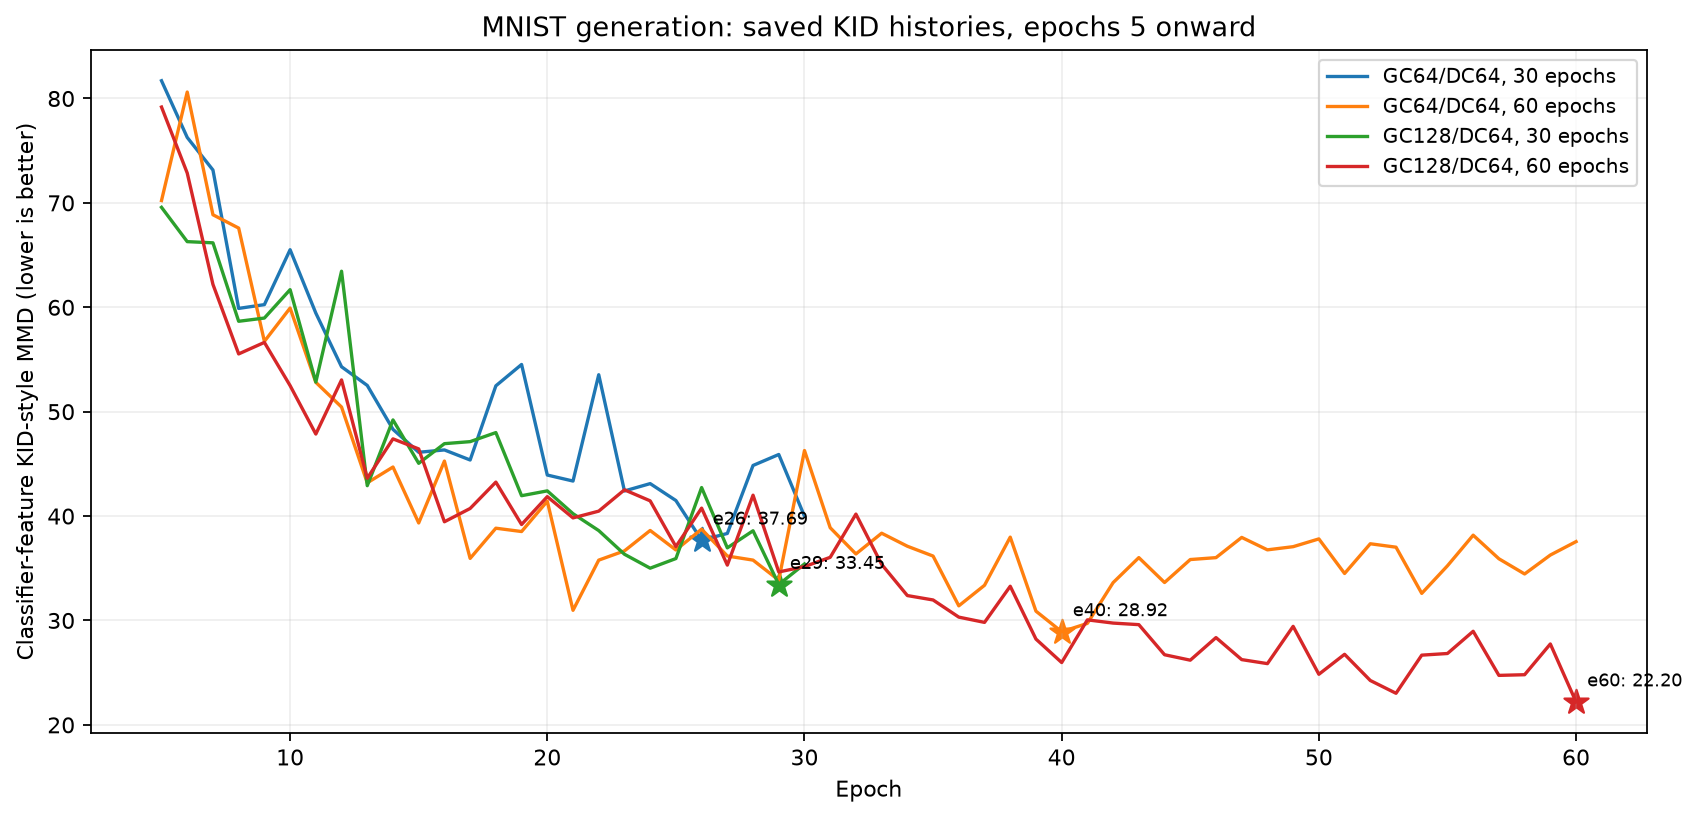 MNIST generation: saved KID histories, epochs 5 onward
GC64/DC64, 30 epochs
GC64/DC64, 60 epochs
GC128/DC64, 30 epochs
GC128/DC64, 60 epochs
Classifier-feature KID-style MMD (lower is better)
80
70
60
50
40
30
20
e26: 37.69
e29: 33.45
e40: 28.92
e60: 22.20
10
20
30
40
50
60
Epoch